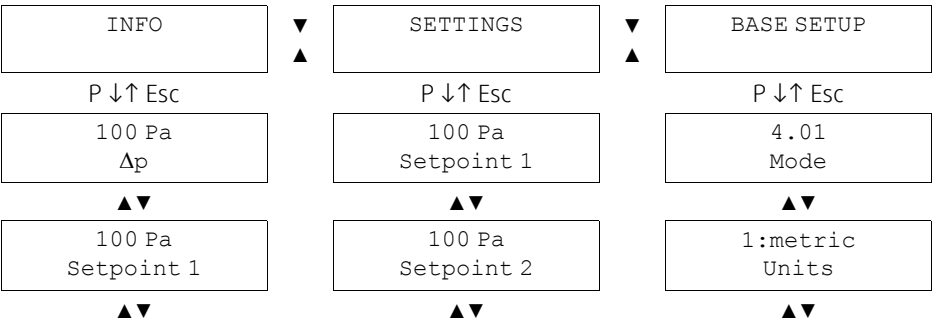 INFO ▼ SETTINGS ▼ BASE SETUP
▲ ▲
P ↓↑ Esc P ↓↑ Esc P ↓↑ Esc
100 Pa 100 Pa 4.01
Δp Setpoint 1 Mode
▲▼ ▲▼ ▲▼
100 Pa 100 Pa 1:metric
Setpoint 1 Setpoint 2 Units
▲▼ ▲▼ ▲▼